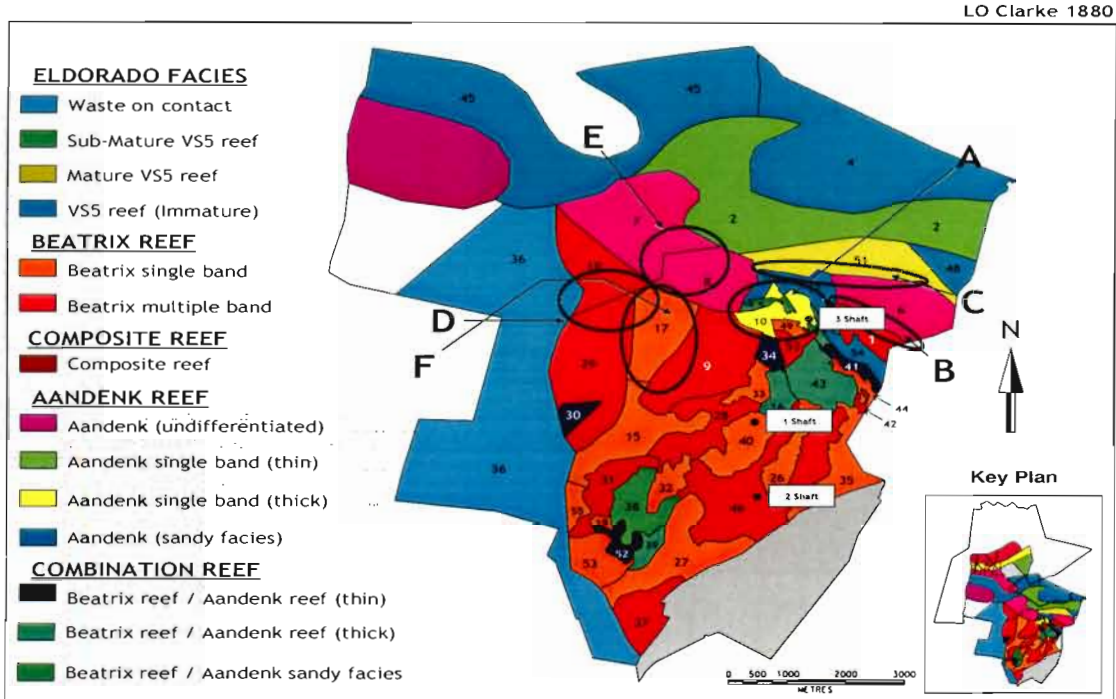 LO Clarke 1880
ELDORADO FACIES
Waste on contact
Sub-Mature VS5 reef
Mature VS5 reef
VS5 reef (Immature)
BEATRIX REEF
Beatrix single band
Beatrix multiple band
COMPOSITE REEF
Composite reef
AANDENK REEF
Aandenk (undifferentiated)
Aandenk single band (thin)
Aandenk single band (thick)
Aandenk (sandy facies)
COMBINATION REEF
Beatrix reef / Aandenk reef (thin)
Beatrix reef / Aandenk reef (thick)
Beatrix reef / Aandenk sandy facies
45
45
E
A
4
2
2
36
51
48
C
D
F
17
10
3 Shaft
1
B
N
9
34
41
43
44
42
30
33
1 Shaft
15
40
36
31
32
26
35
2 Shaft
38
52
53
27
37
Key Plan
0 500 1000 2000 3000
METRES